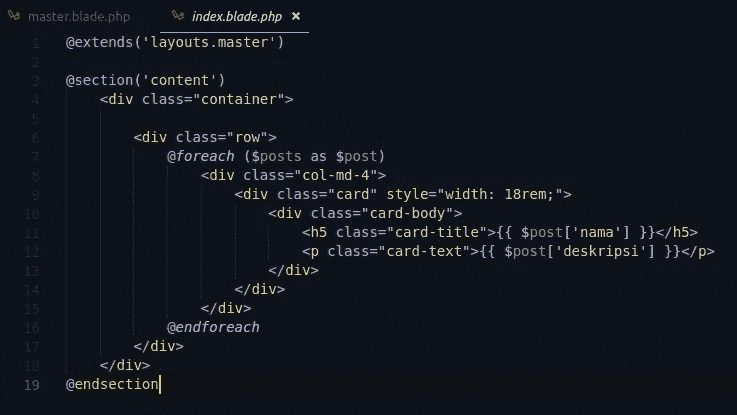 master.blade.php index.blade.php ×
1 @extends('layouts.master')
2
3 @section('content')
4 <div class="container">
5
6 <div class="row">
7 @foreach ($posts as $post)
8 <div class="col-md-4">
9 <div class="card" style="width: 18rem;">
10 <div class="card-body">
11 <h5 class="card-title">{{ $post['nama'] }}</h5>
12 <p class="card-text">{{ $post['deskripsi'] }}</p>
13 </div>
14 </div>
15 </div>
16 @endforeach
17 </div>
18 </div>
19 @endsection